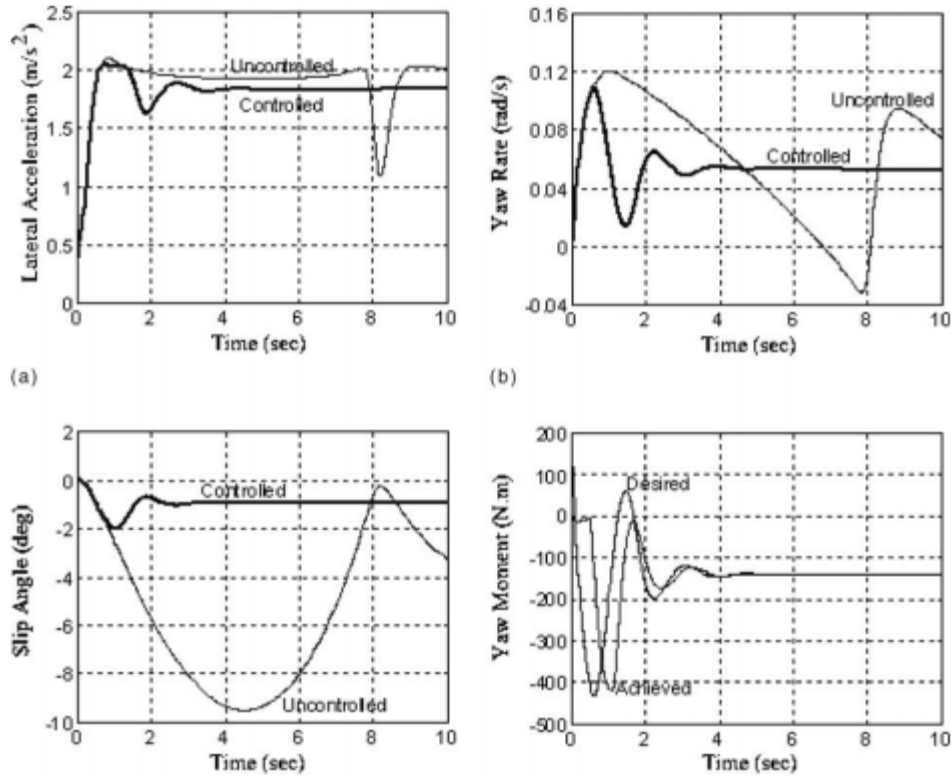 2.5
2
1.5
1
0.5
0
Lateral Acceleration (m/s²)
Uncontrolled
Controlled
0 2 4 6 8 10
Time (sec)
(a)
0.16
0.12
0.08
0.04
0
-0.04
Yaw Rate (rad/s)
Uncontrolled
Controlled
0 2 4 6 8 10
Time (sec)
(b)
2
0
-2
-4
-6
-8
-10
Slip Angle (deg)
Controlled
Uncontrolled
0 2 4 6 8 10
Time (sec)
200
100
0
-100
-200
-300
-400
-500
Yaw Moment (N.m)
Desired
Achieved
0 2 4 6 8 10
Time (sec)